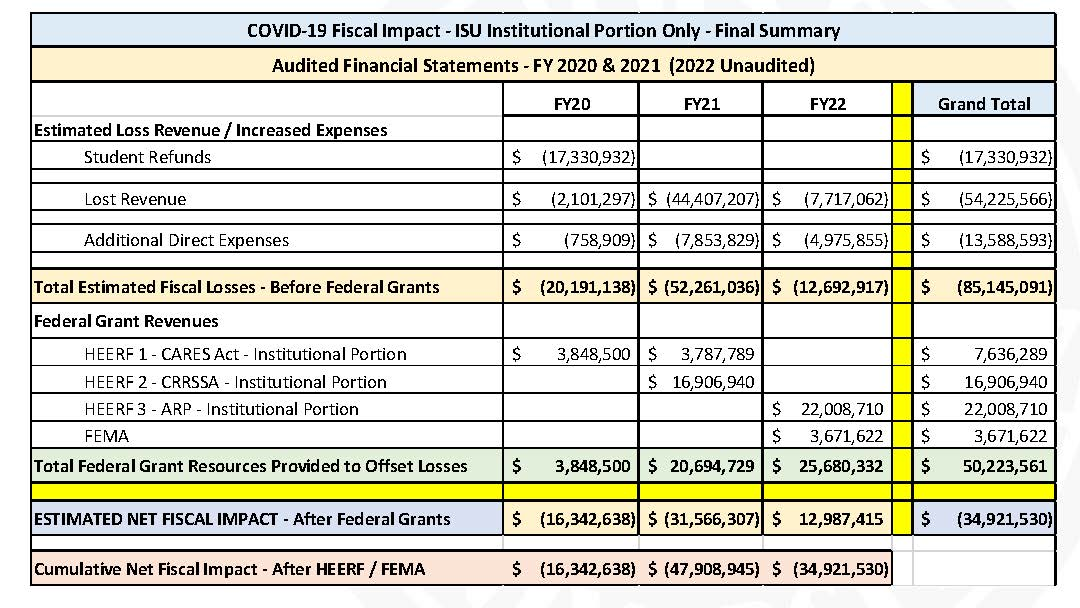 COVID-19 Fiscal Impact - ISU Institutional Portion Only - Final Summary
Audited Financial Statements - FY 2020 & 2021 (2022 Unaudited)
FY20 FY21 FY22 Grand Total
Estimated Loss Revenue / Increased Expenses
Student Refunds $ (17,330,932) $ (17,330,932)
Lost Revenue $ (2,101,297) $ (44,407,207) $ (7,717,062) $ (54,225,566)
Additional Direct Expenses $ (758,909) $ (7,853,829) $ (4,975,855) $ (13,588,593)
Total Estimated Fiscal Losses - Before Federal Grants $ (20,191,138) $ (52,261,036) $ (12,692,917) $ (85,145,091)
Federal Grant Revenues
HEERF 1 - CARES Act - Institutional Portion $ 3,848,500 $ 3,787,789 $ 7,636,289
HEERF 2 - CRRSSA - Institutional Portion $ 16,906,940 $ 16,906,940
HEERF 3 - ARP - Institutional Portion $ 22,008,710 $ 22,008,710
FEMA $ 3,671,622 $ 3,671,622
Total Federal Grant Resources Provided to Offset Losses $ 3,848,500 $ 20,694,729 $ 25,680,332 $ 50,223,561
ESTIMATED NET FISCAL IMPACT - After Federal Grants $ (16,342,638) $ (31,566,307) $ 12,987,415 $ (34,921,530)
Cumulative Net Fiscal Impact - After HEERF / FEMA $ (16,342,638) $ (47,908,945) $ (34,921,530)